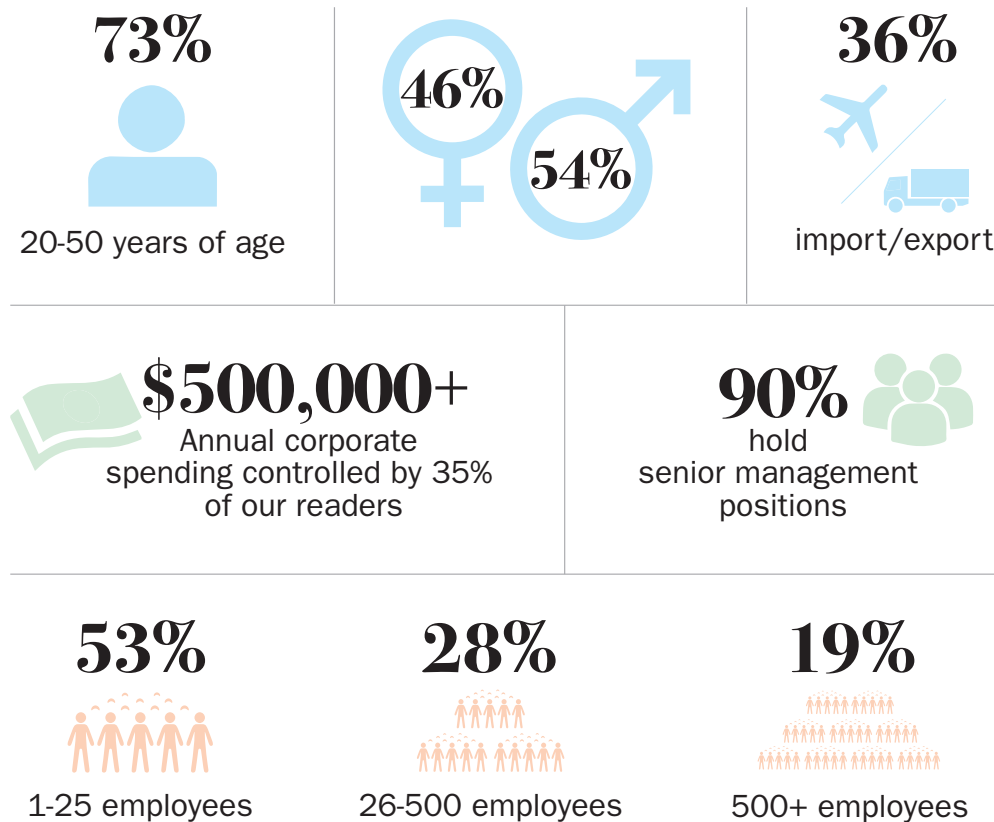 73%
20-50 years of age
46%
54%
36%
import/export
$500,000+
Annual corporate
spending controlled by 35%
of our readers
90%
hold
senior management
positions
53%
1-25 employees
28%
26-500 employees
19%
500+ employees